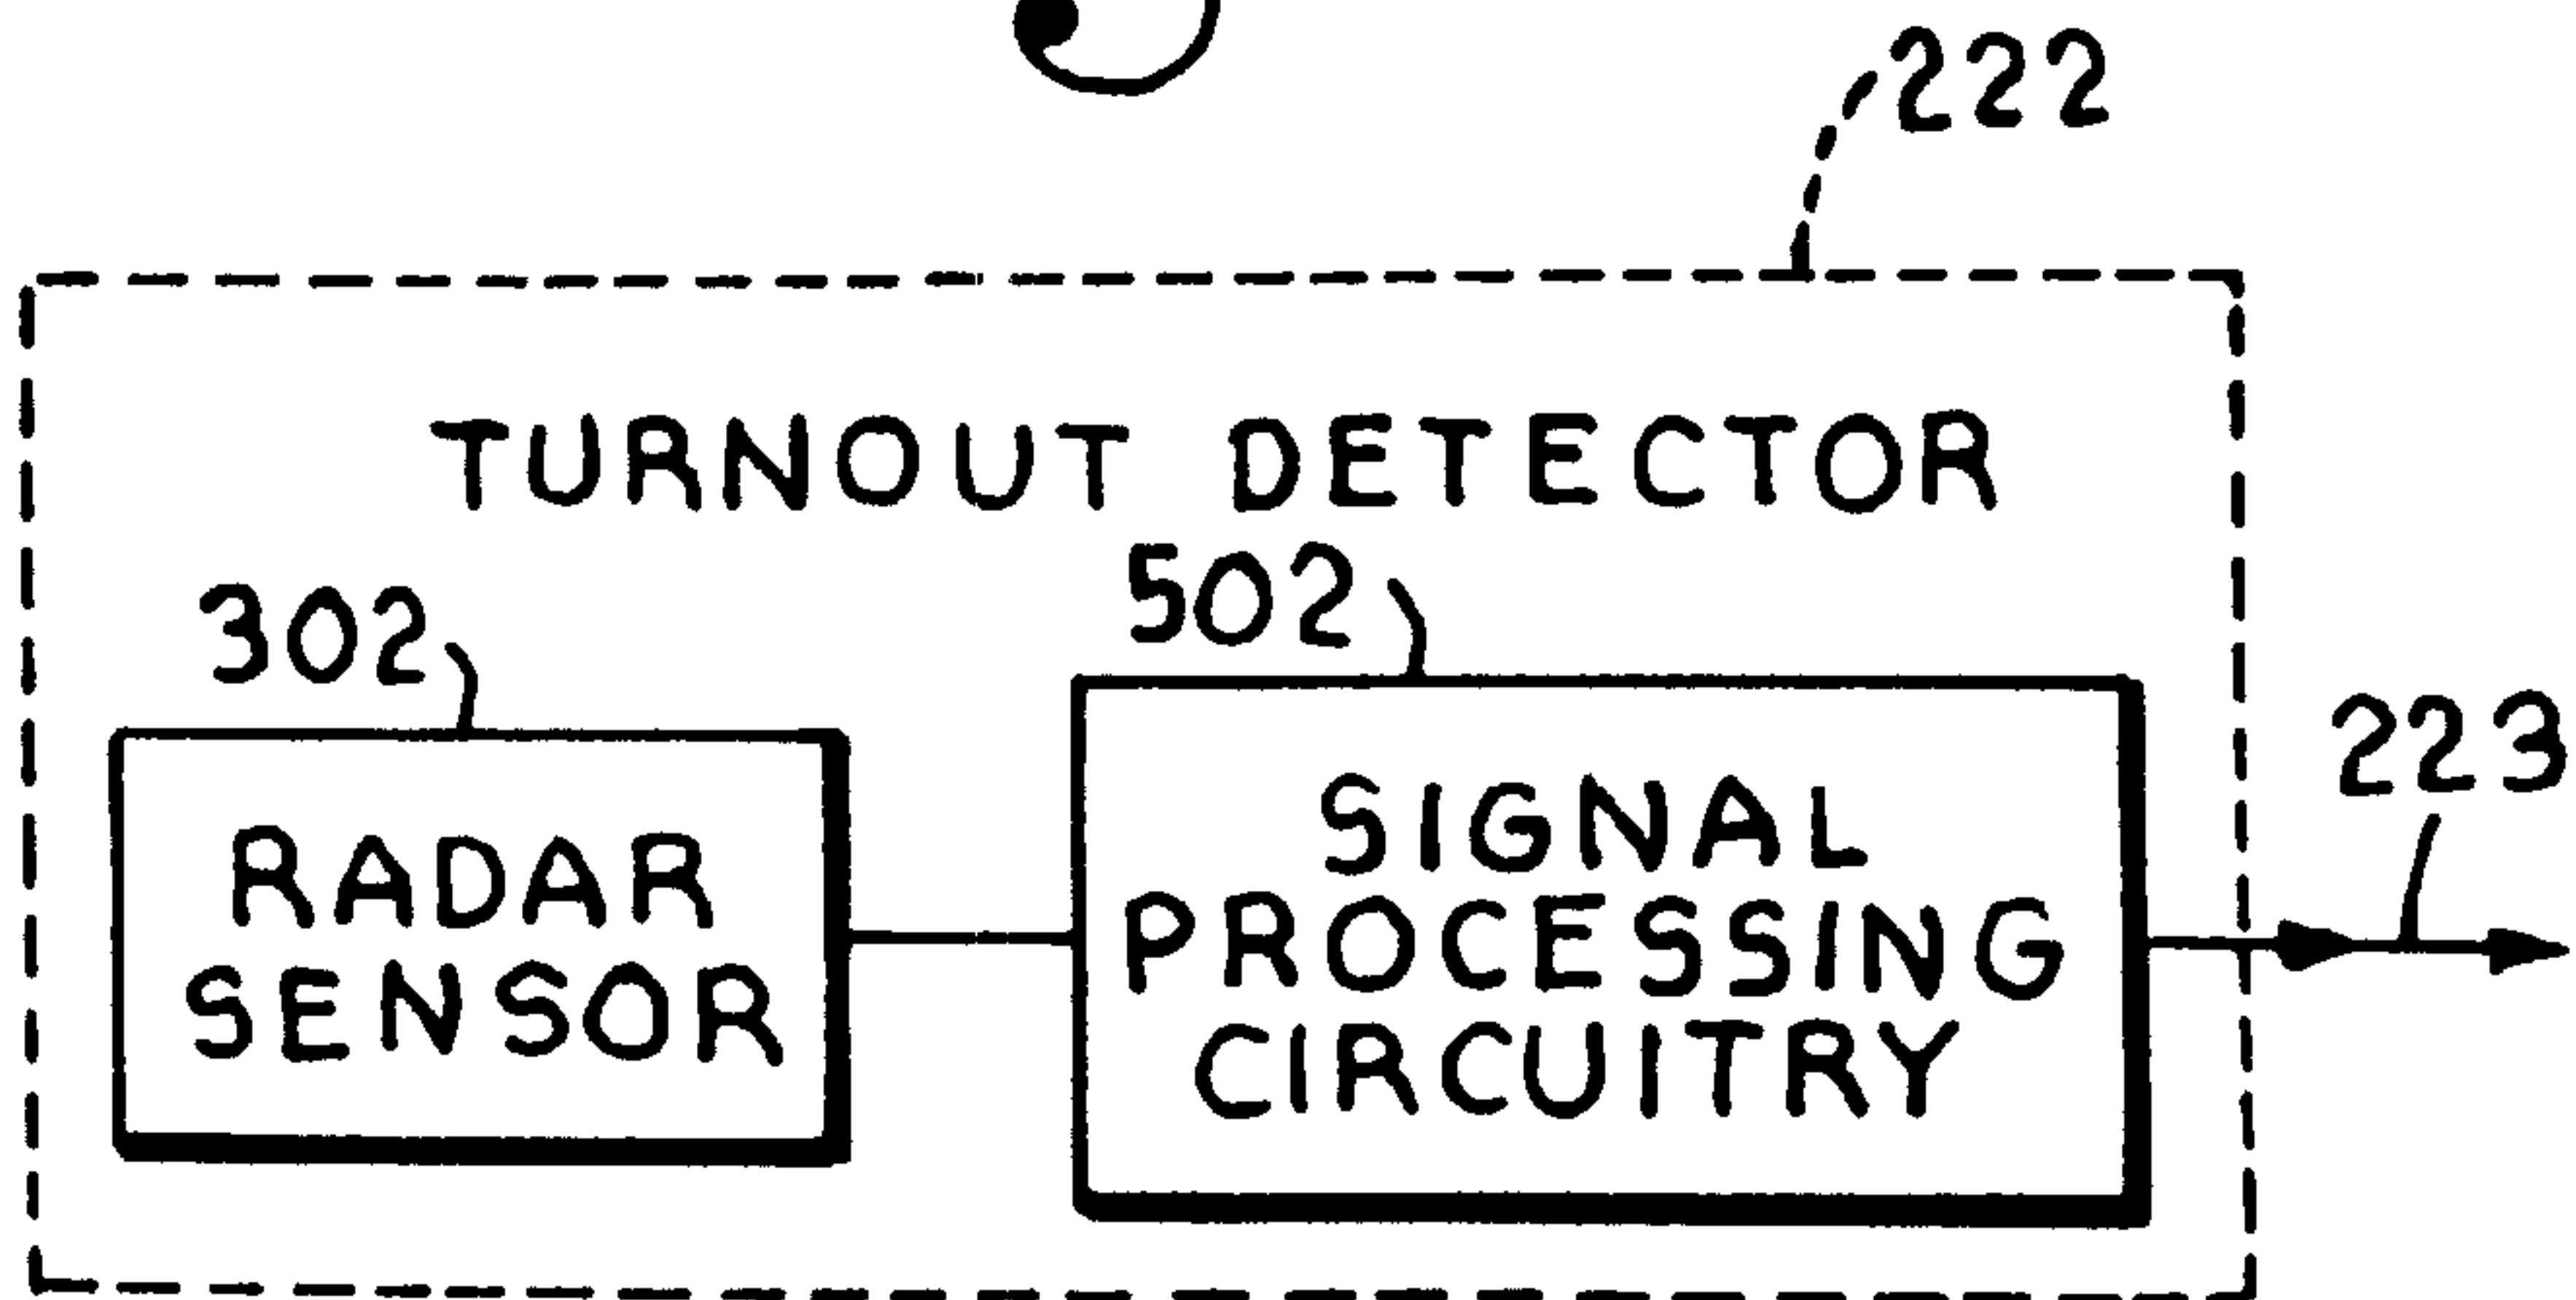 222
TURNOUT DETECTOR
302
502
223
RADAR
SENSOR
SIGNAL
PROCESSING
CIRCUITRY